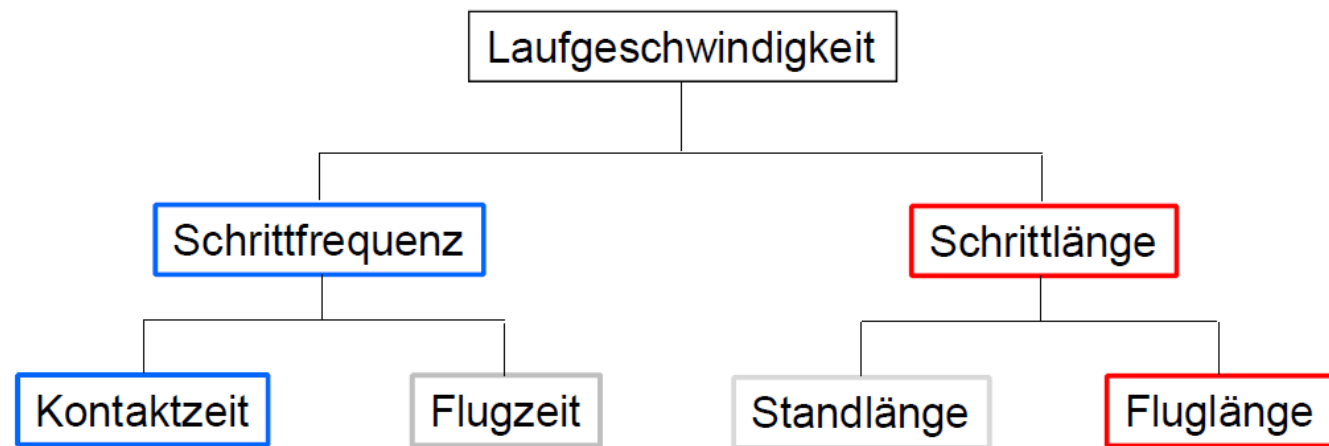 Laufgeschwindigkeit
Schrittfrequenz
Schrittlänge
Kontaktzeit
Flugzeit
Standlänge
Fluglänge